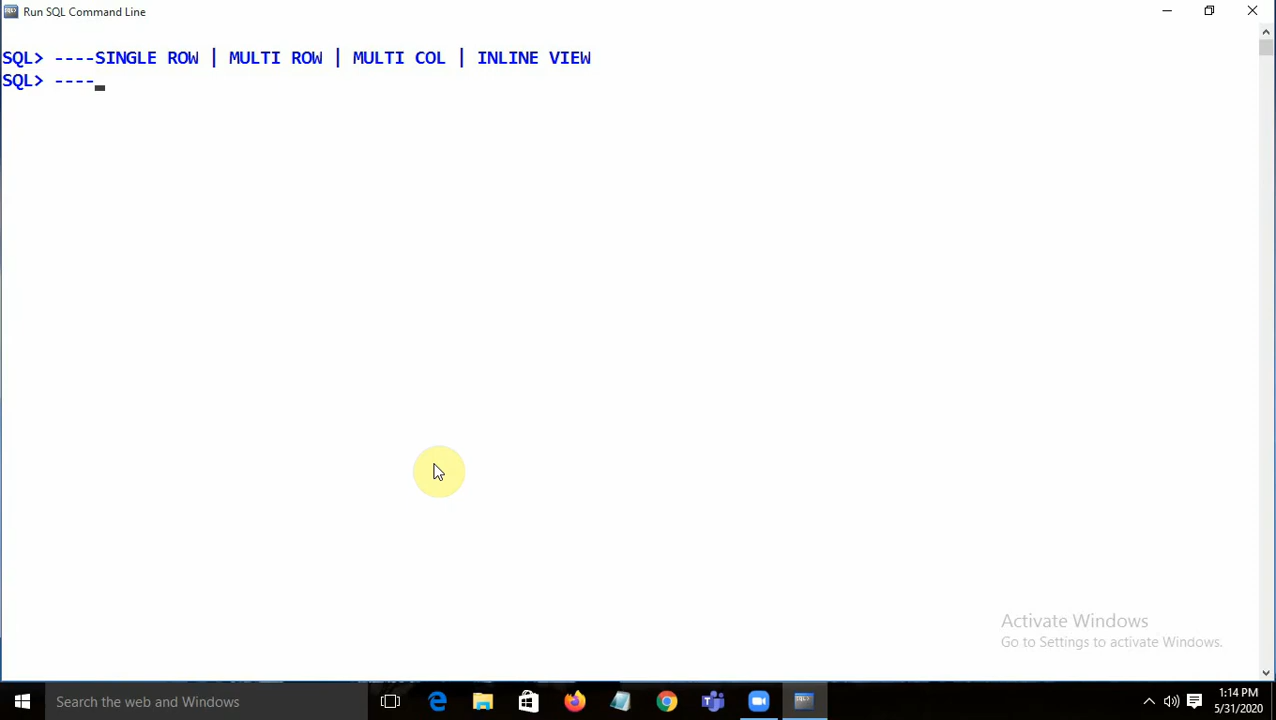 Run SQL Command Line
SQL> ----SINGLE ROW | MULTI ROW | MULTI COL | INLINE VIEW
SQL> ----
Activate Windows
Go to Settings to activate Windows.
Search the web and Windows
1:14 PM
5/31/2020